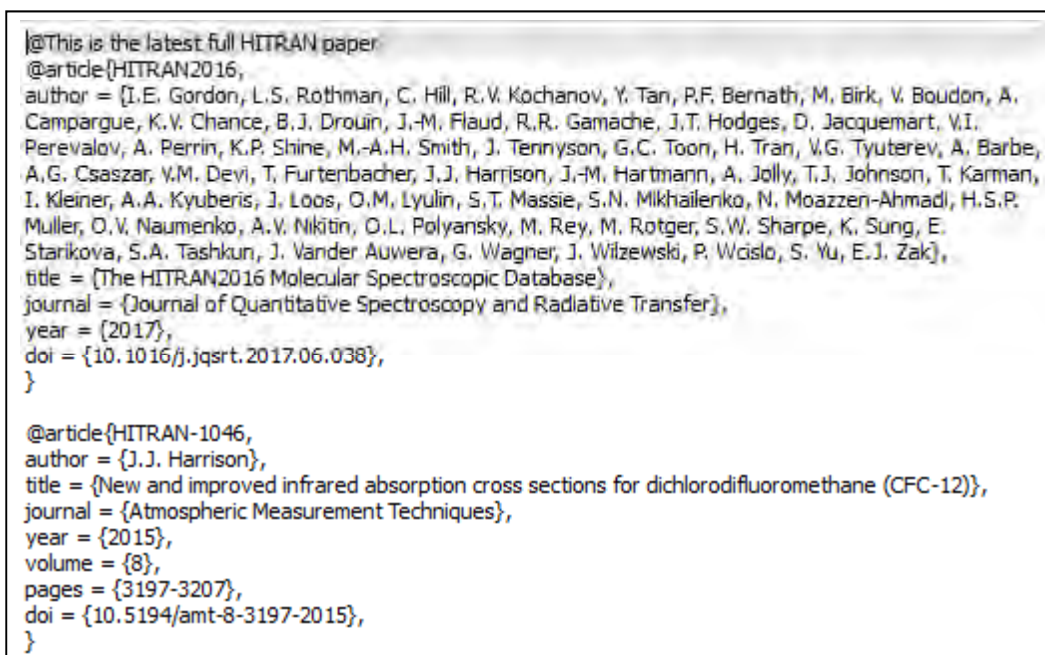 @This is the latest full HITRAN paper
@article{HITRAN2016,
author = {I.E. Gordon, L.S. Rothman, C. Hill, R.V. Kochanov, Y. Tan, P.F. Bernath, M. Birk, V. Boudon, A.
Campargue, K.V. Chance, B.J. Drouin, J.-M. Flaud, R.R. Gamache, J.T. Hodges, D. Jacquemart, V.I.
Perevalov, A. Perrin, K.P. Shine, M.-A.H. Smith, J. Tennyson, G.C. Toon, H. Tran, V.G. Tyuterev, A. Barbe,
A.G. Csaszar, V.M. Devi, T. Furtenbacher, J.J. Harrison, J.-M. Hartmann, A. Jolly, T.J. Johnson, T. Karman,
I. Kleiner, A.A. Kyuberis, J. Loos, O.M. Lyulin, S.T. Massie, S.N. Mikhailenko, N. Moazzen-Ahmadi, H.S.P.
Muller, O.V. Naumenko, A.V. Nikitin, O.L. Polyansky, M. Rey, M. Rotger, S.W. Sharpe, K. Sung, E.
Starikova, S.A. Tashkun, J. Vander Auwera, G. Wagner, J. Wilzewski, P. Wcislo, S. Yu, E.J. Zak},
title = {The HITRAN2016 Molecular Spectroscopic Database},
journal = {Journal of Quantitative Spectroscopy and Radiative Transfer},
year = {2017},
doi = {10.1016/j.jqsrt.2017.06.038},
}
@article{HITRAN-1046,
author = {J.J. Harrison},
title = {New and improved infrared absorption cross sections for dichlorodifluoromethane (CFC-12)},
journal = {Atmospheric Measurement Techniques},
year = {2015},
volume = {8},
pages = {3197-3207},
doi = {10.5194/amt-8-3197-2015},
}